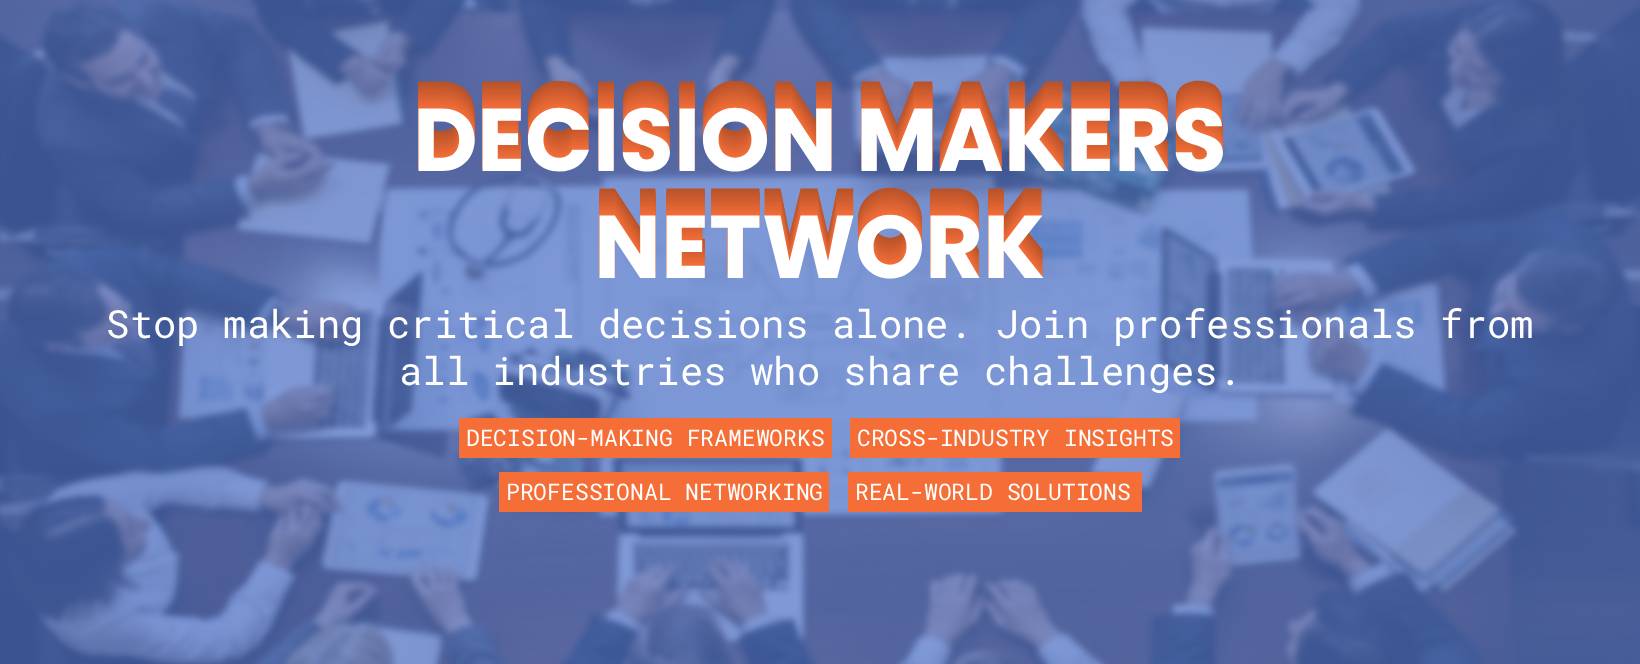 DECISION MAKERS
NETWORK
Stop making critical decisions alone. Join professionals from
all industries who share challenges.
DECISION-MAKING FRAMEWORKS CROSS-INDUSTRY INSIGHTS
PROFESSIONAL NETWORKING REAL-WORLD SOLUTIONS